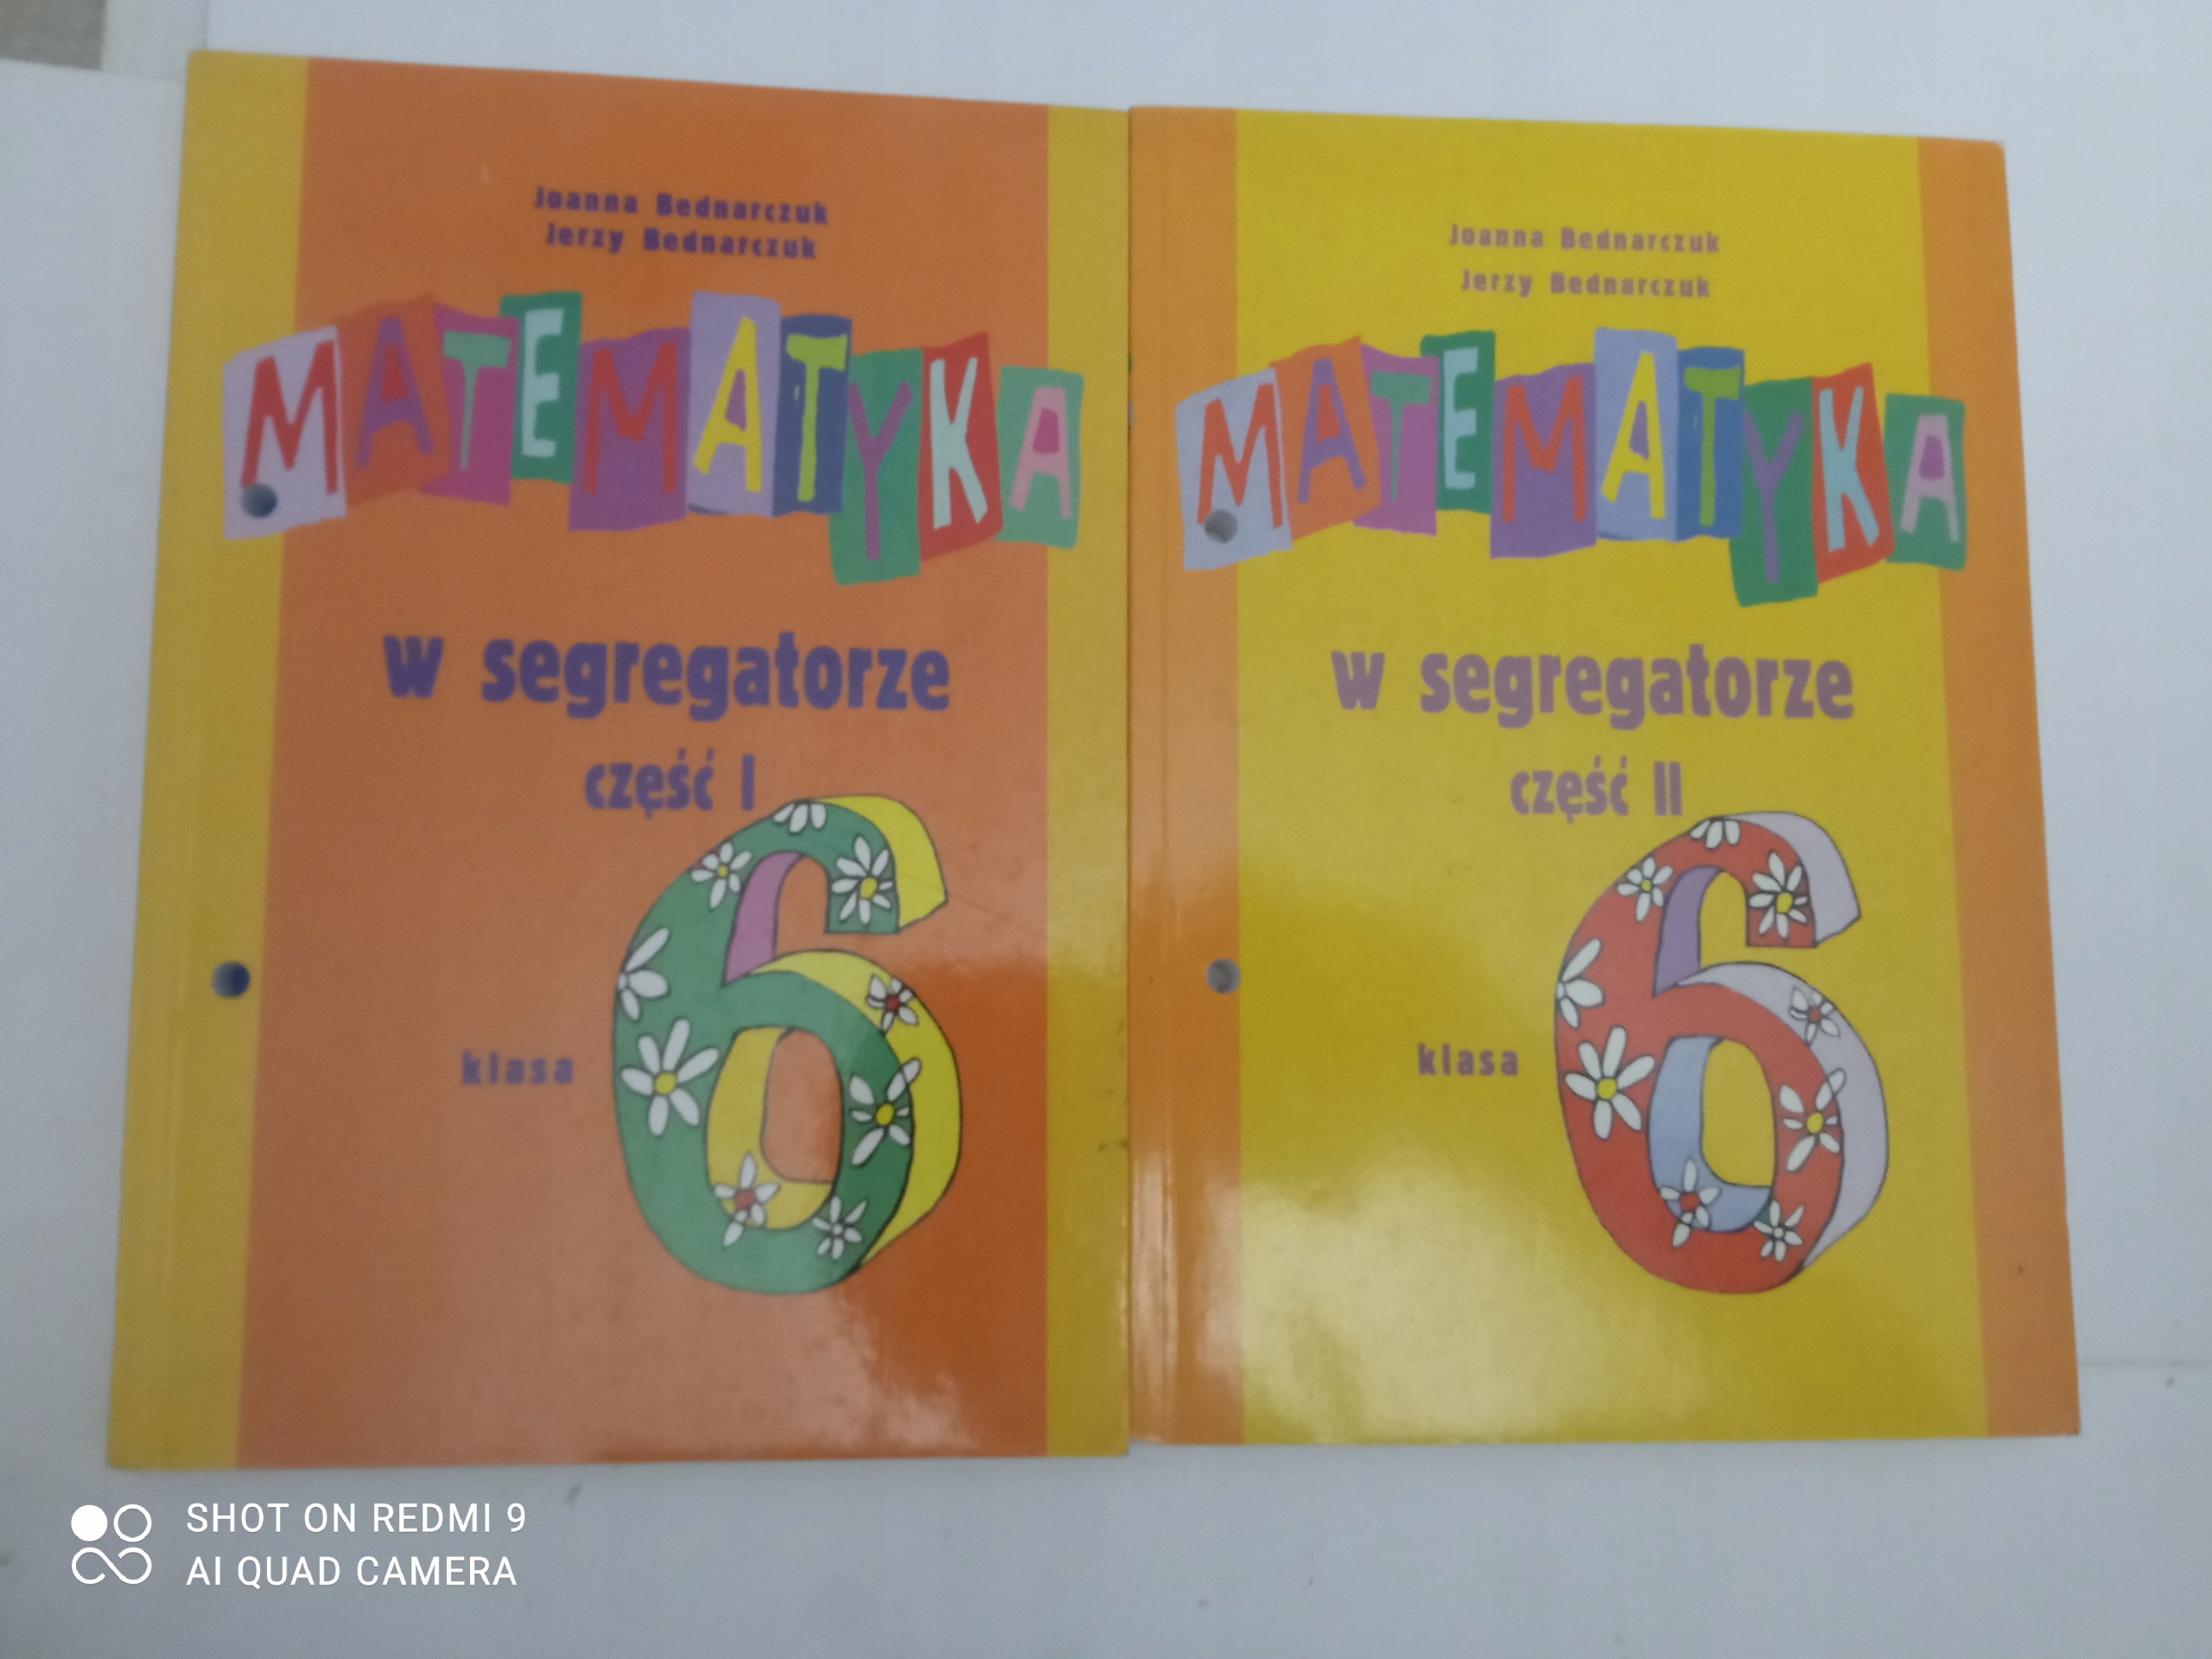 Joanna Bednarczuk
Jerzy Bednarczuk
MATEMATYKA
w segregatorze
część I
klasa 6
Joanna Bednarczuk
Jerzy Bednarczuk
MATEMATYKA
w segregatorze
część II
klasa 6
SHOT ON REDMI 9
AI QUAD CAMERA